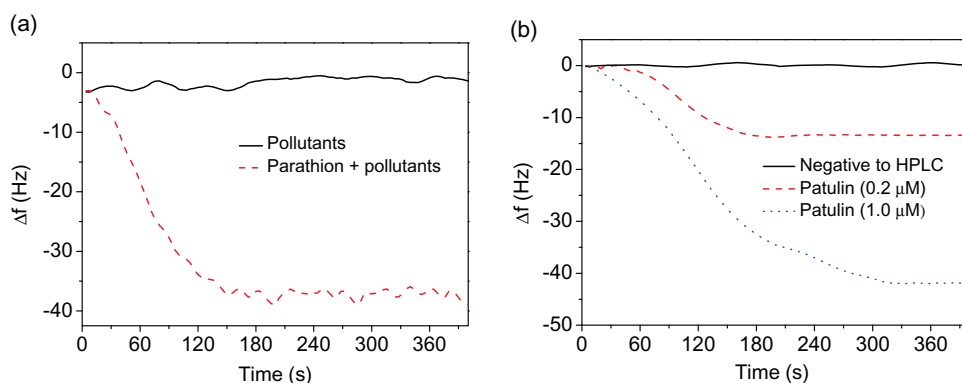 (a)
0
-10
-20
-30
-40
Δf (Hz)
Pollutants
Parathion + pollutants
0 60 120 180 240 300 360
Time (s)
(b)
0
-10
-20
-30
-40
-50
Δf (Hz)
Negative to HPLC
Patulin (0.2 μM)
Patulin (1.0 μM)
0 60 120 180 240 300 360
Time (s)